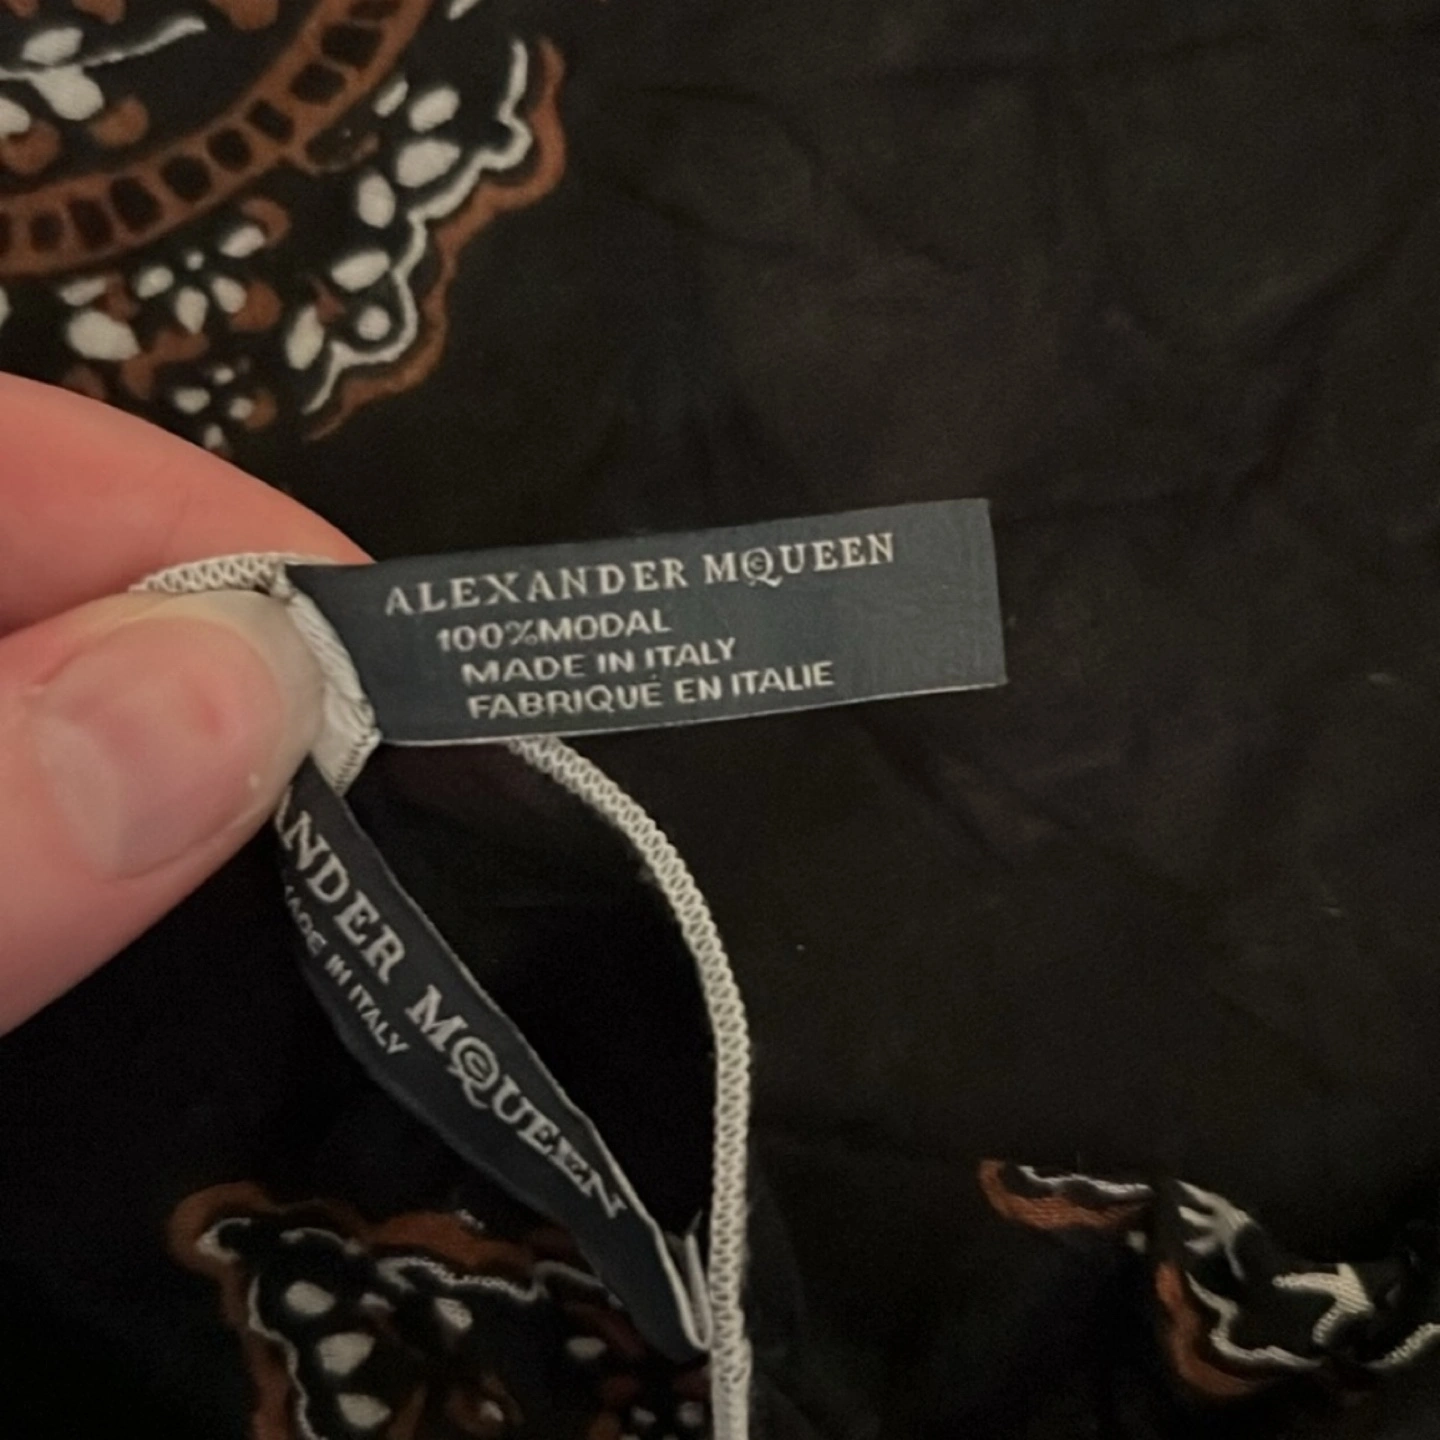 ALEXANDER MCQUEEN
100%MODAL
MADE IN ITALY
FABRIQUÉ EN ITALIE
ANDER MCQUEEN
MADE IN ITALY